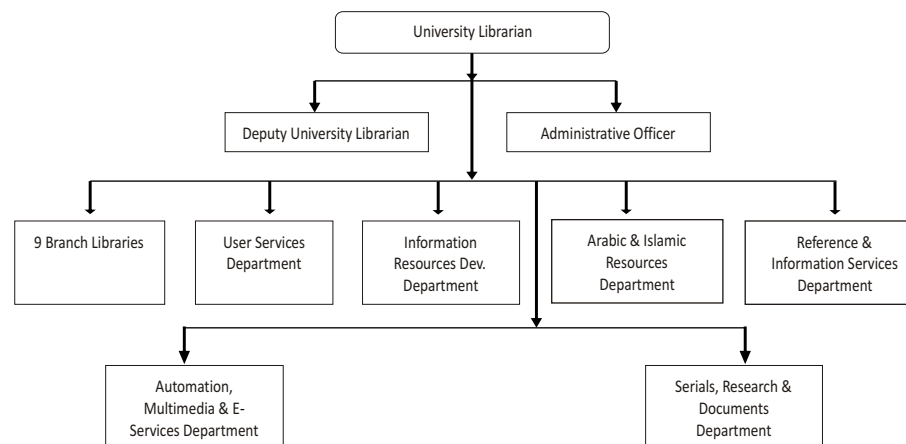 University Librarian
Deputy University Librarian
Administrative Officer
9 Branch Libraries
User Services
Department
Information
Resources Dev.
Department
Arabic & Islamic
Resources
Department
Reference &
Information Services
Department
Automation,
Multimedia & E-
Services Department
Serials, Research &
Documents
Department